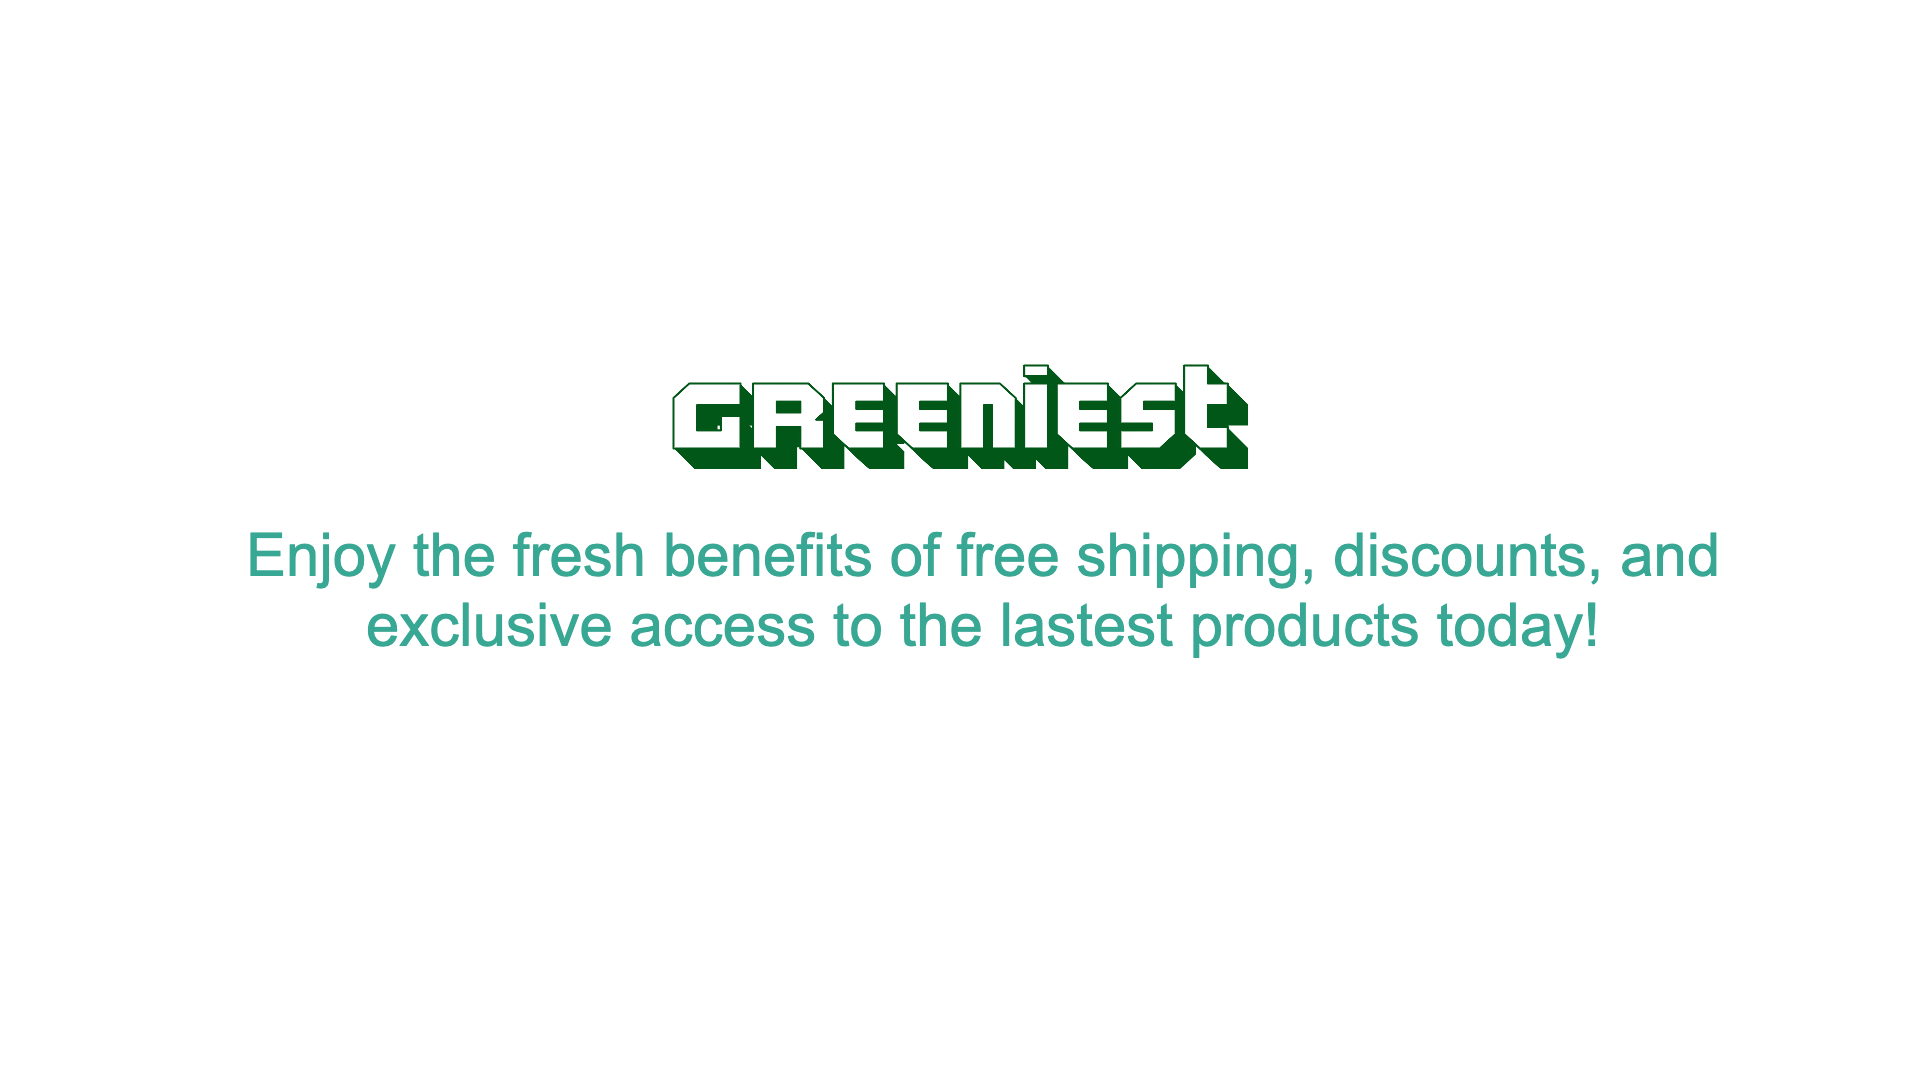 GREENiEST
Enjoy the fresh benefits of free shipping, discounts, and
exclusive access to the lastest products today!